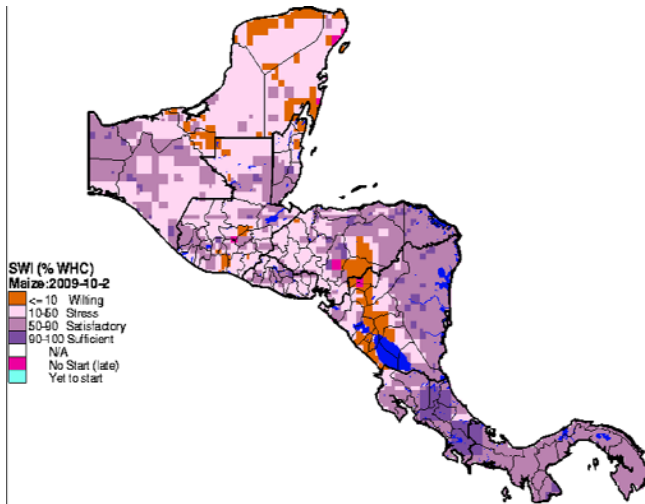 SWI (% WHC)
Maize:2009-10-2
<= 10 Wilting
10-50 Stress
50-90 Satisfactory
90-100 Sufficient
N/A
No Start (late)
Yet to start